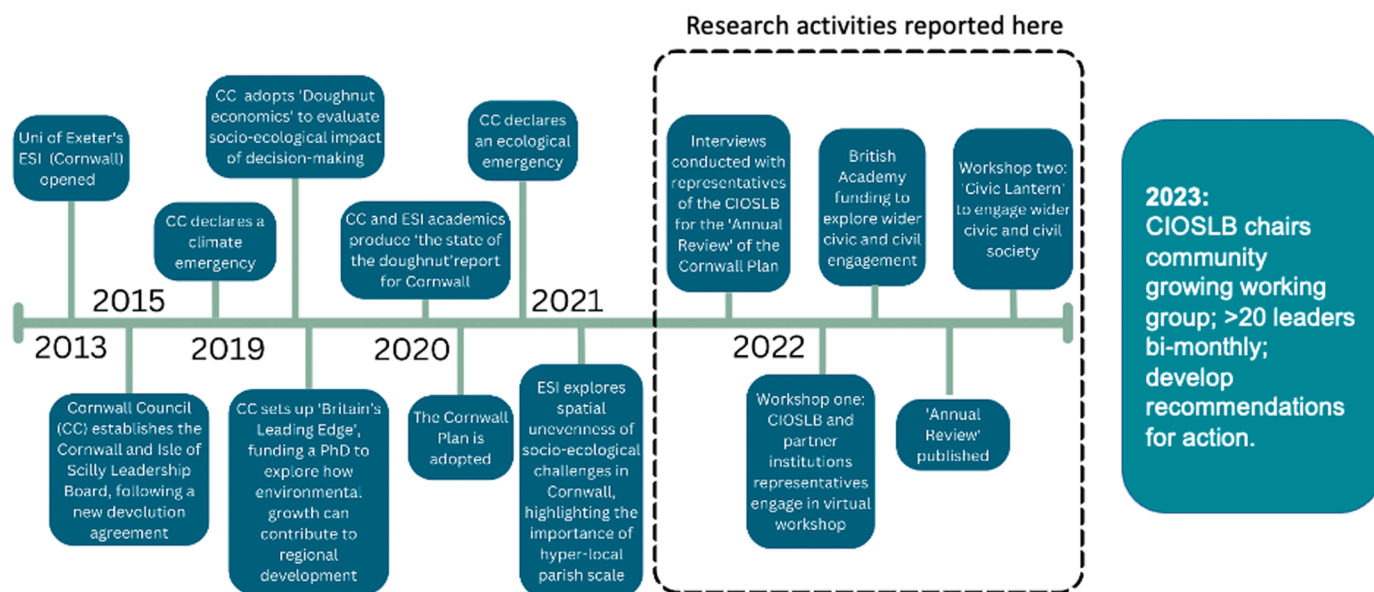 Research activities reported here
Uni of Exeter's
ESI (Cornwall)
opened
CC adopts 'Doughnut
economics' to evaluate
socio-ecological impact
of decision-making
CC declares a
climate
emergency
CC and ESI academics
produce 'the state of
the doughnut'report
for Cornwall
CC declares
an ecological
emergency
Interviews
conducted with
representatives
of the CIOSLB
for the 'Annual
Review' of the
Cornwall Plan
British
Academy
funding to
explore wider
civic and civil
engagement
Workshop two:
'Civic Lantern'
to engage wider
civic and civil
society
2013
2015
2019
2020
2021
2022
Cornwall Council
(CC) establishes the
Cornwall and Isle of
Scilly Leadership
Board, following a
new devolution
agreement
CC sets up 'Britain's
Leading Edge',
funding a PhD to
explore how
environmental
growth can
contribute to
regional
development
The Cornwall
Plan is
adopted
ESI explores
spatial
unevenness of
socio-ecological
challenges in
Cornwall,
highlighting the
importance of
hyper-local
parish scale
Workshop one:
CIOSLB and
partner
institutions
representatives
engage in virtual
workshop
'Annual
Review'
published
2023:
CIOSLB chairs
community
growing working
group; >20 leaders
bi-monthly;
develop
recommendations
for action.